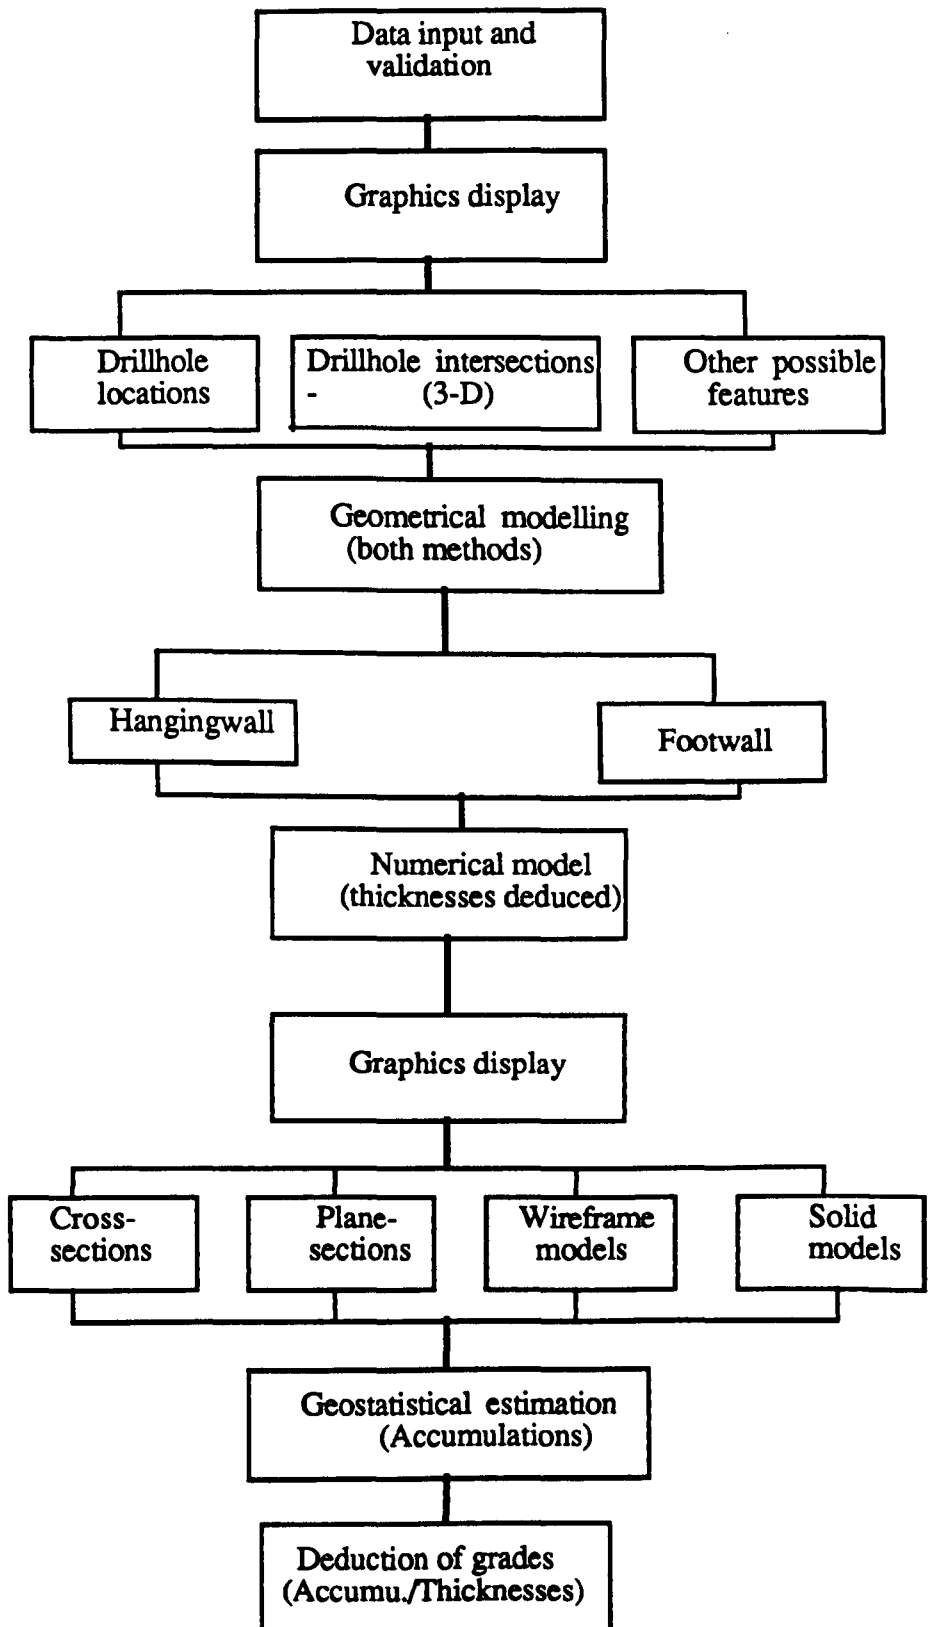 Data input and
validation
Graphics display
Drillhole
locations
Drillhole intersections
- (3-D)
Other possible
features
Geometrical modelling
(both methods)
Hangingwall
Footwall
Numerical model
(thicknesses deduced)
Graphics display
Cross-
sections
Plane-
sections
Wireframe
models
Solid
models
Geostatistical estimation
(Accumulations)
Deduction of grades
(Accumu./Thicknesses)